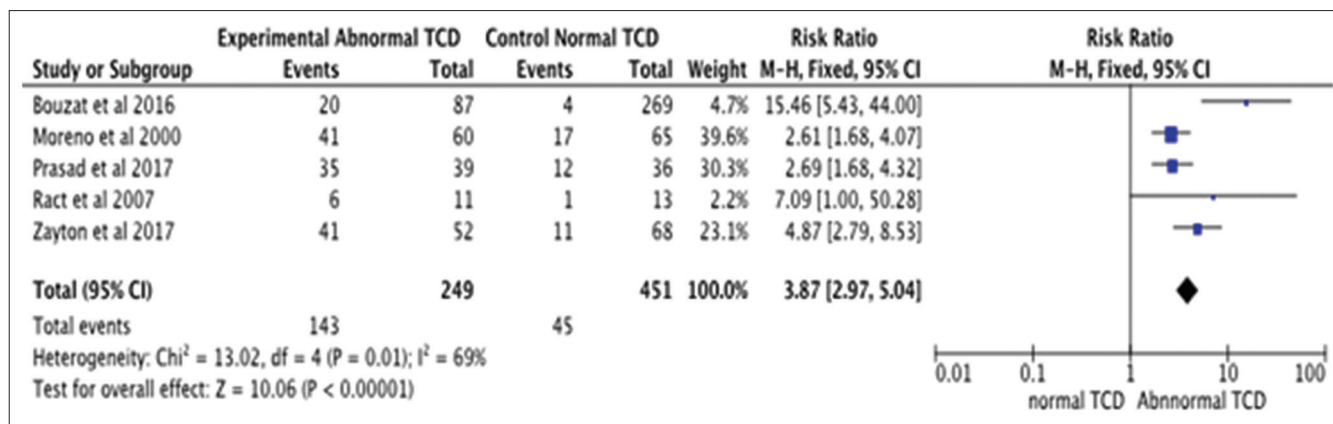 Experimental Abnormal TCD Control Normal TCD Risk Ratio Risk Ratio
Study or Subgroup Events Total Events Total Weight M-H, Fixed, 95% CI M-H, Fixed, 95% CI
Bouzat et al 2016 20 87 4 269 4.7% 15.46 [5.43, 44.00]
Moreno et al 2000 41 60 17 65 39.6% 2.61 [1.68, 4.07]
Prasad et al 2017 35 39 12 36 30.3% 2.69 [1.68, 4.32]
Ract et al 2007 6 11 1 13 2.2% 7.09 [1.00, 50.28]
Zayton et al 2017 41 52 11 68 23.1% 4.87 [2.79, 8.53]
Total (95% CI) 249 451 100.0% 3.87 [2.97, 5.04]
Total events 143 45
Heterogeneity: Chi² = 13.02, df = 4 (P = 0.01); I² = 69%
Test for overall effect: Z = 10.06 (P < 0.00001)
0.01 0.1 1 10 100
normal TCD Abnnormal TCD